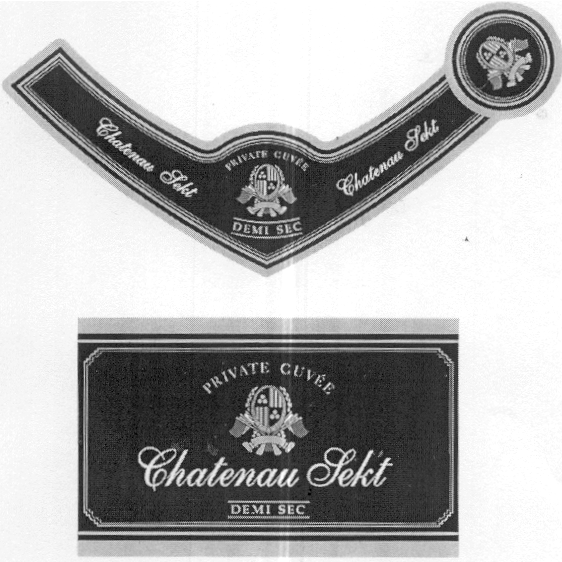 Chatenau Sekt
PRIVATE CUVÉE
DEMI SEC
Chatenau Sekt
PRIVATE CUVÉE
Chatenau Sekt
DEMI SEC